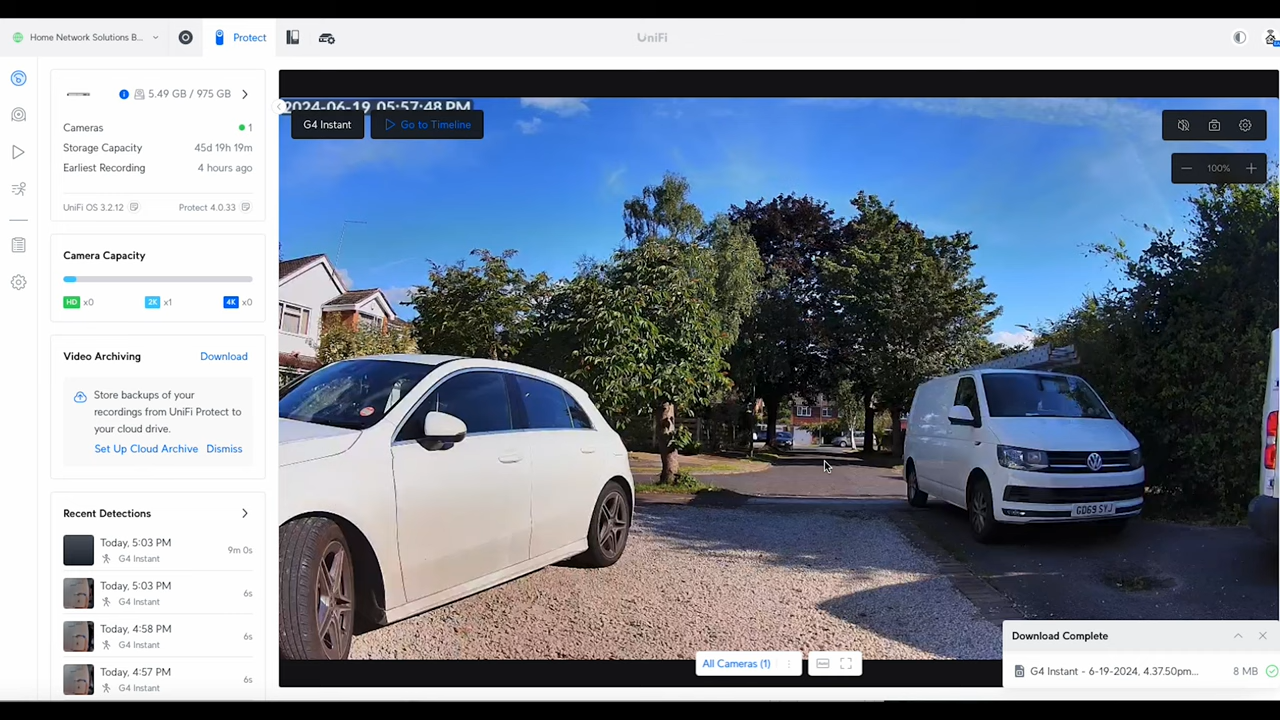 Home Network Solutions B...
Protect
UniFi
5.49 GB / 975 GB
Cameras
1
Storage Capacity
45d 19h 19m
Earliest Recording
4 hours ago
UniFi OS 3.2.12
Protect 4.0.33
Camera Capacity
HD x0
2K x1
4K x0
Video Archiving
Download
Store backups of your
recordings from UniFi Protect to
your cloud drive.
Set Up Cloud Archive
Dismiss
Recent Detections
Today, 5:03 PM
G4 Instant
9m 0s
Today, 5:03 PM
G4 Instant
6s
Today, 4:58 PM
G4 Instant
6s
Today, 4:57 PM
G4 Instant
6s
2024-06-19 05:57:48 PM
G4 Instant
Go to Timeline
100%
GD69 SYJ
All Cameras (1)
Auto
Download Complete
G4 Instant - 6-19-2024, 4.37.50pm...
8 MB